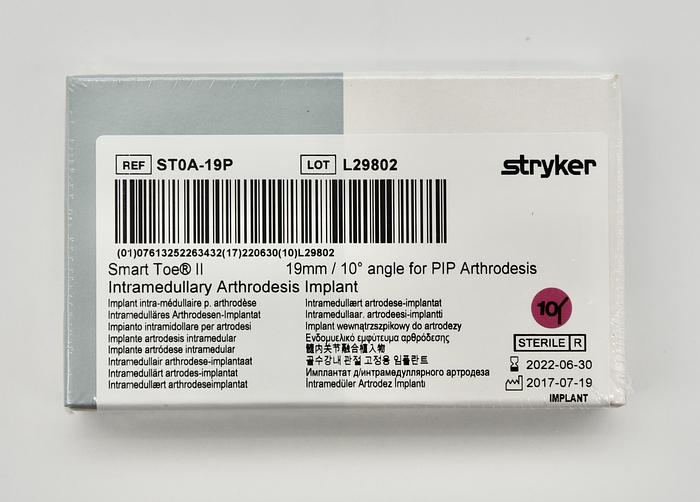 REF ST0A-19P LOT L29802 stryker
(01)07613252263432(17)220630(10)L29802
Smart Toe® II 19mm / 10° angle for PIP Arthrodesis
Intramedullary Arthrodesis Implant
Implant intra-médullaire p. arthrodèse
Intramedulläres Arthrodesen-Implantat
Impianto intramidollare per artrodesi
Implante artrodesis intramedular
Implante artródese intramedular
Intramedullair arthrodese-implantaat
Intramedullärt artrodes-implantat
Intramedullært arthrodeseimplantat
Intramedullært artrodese-implantat
Intramedullaar. artrodeesi-implantti
Implant wewnątrzszpikowy do artrodezy
Ενδομυελικό εμφύτευμα αρθρόδεσης
髓内关节融合植入物
골수강내 관절 고정용 임플란트
Имплантат д/интрамедуллярного артродеза
İntramedüler Artrodez İmplantı
10
STERILE R
2022-06-30
2017-07-19
IMPLANT